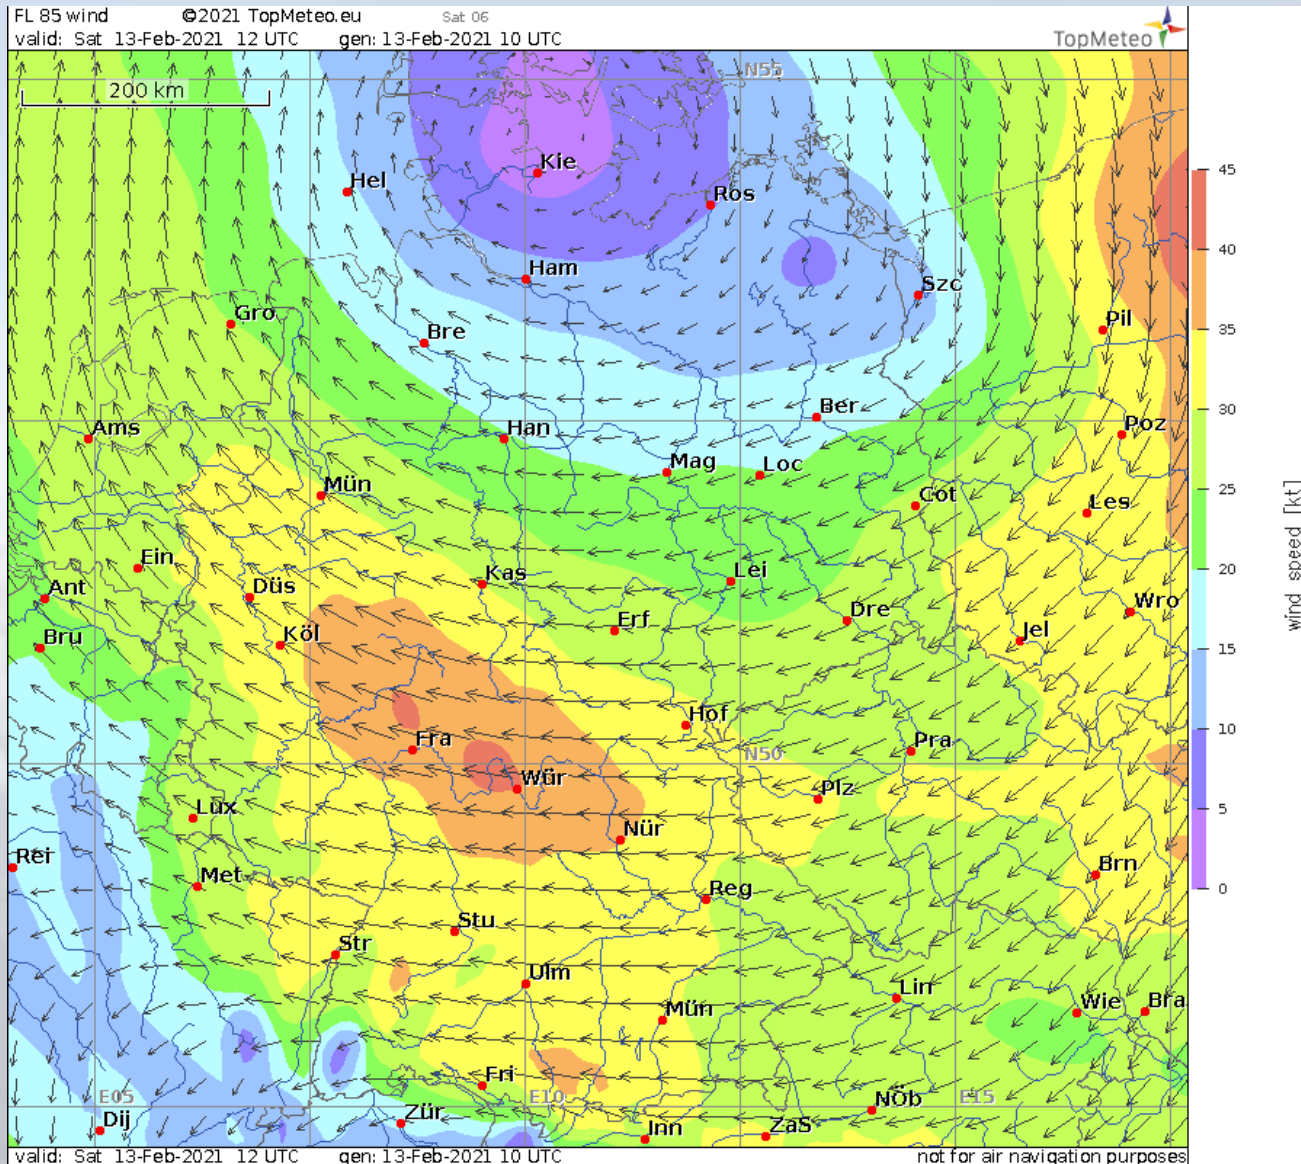 FL 85 wind ©2021 TopMeteo.eu Sat 06
valid: Sat 13-Feb-2021 12 UTC gen: 13-Feb-2021 10 UTC
TopMeteo
N55
200 km
Kie
Hel
Ros
45
Ham
40
Szc
Gro
Pil
Bre
35
Ber
30
Ams
Han
Poz
Mag
Loc
Mün
Cot
Les
25
Ein
Kas
Lei
20
Ant
Düs
Dre
Wro
Erf
Bru
Köl
Jel
15
wind speed [kt]
Hof
Fra
Pra
10
N50
Wür
Plz
Lux
5
Nür
Rei
Met
Brn
Reg
0
Stu
Str
Ulm
Lin
Mün
Wie
Bra
Fri
E05
E10
NÖb
E15
Dij
Zür
Inn
ZaS
valid: Sat 13-Feb-2021 12 UTC gen: 13-Feb-2021 10 UTC not for air navigation purposes